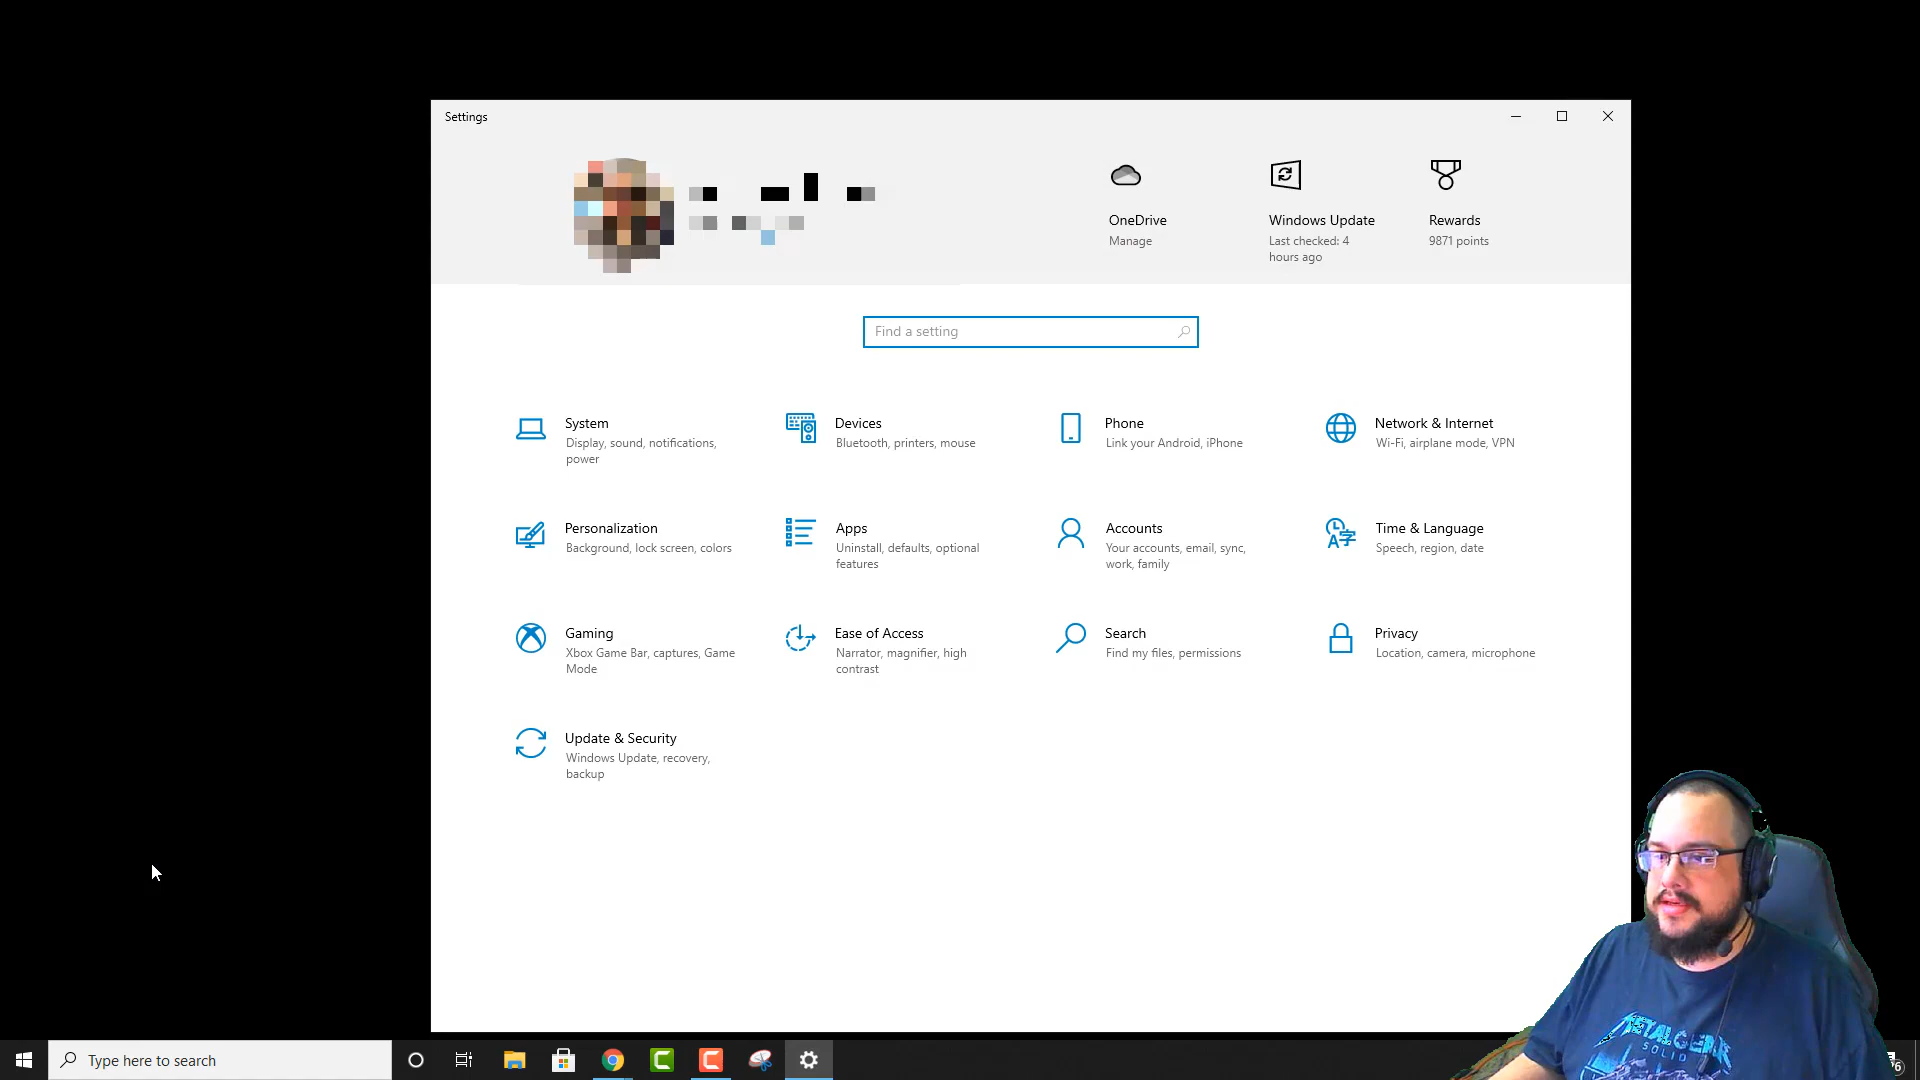 Settings
OneDrive
Manage
Windows Update
Last checked: 4
hours ago
Rewards
9871 points
Find a setting
System
Display, sound, notifications,
power
Devices
Bluetooth, printers, mouse
Phone
Link your Android, iPhone
Network & Internet
Wi-Fi, airplane mode, VPN
Personalization
Background, lock screen, colors
Apps
Uninstall, defaults, optional
features
Accounts
Your accounts, email, sync,
work, family
Time & Language
Speech, region, date
Gaming
Xbox Game Bar, captures, Game
Mode
Ease of Access
Narrator, magnifier, high
contrast
Search
Find my files, permissions
Privacy
Location, camera, microphone
Update & Security
Windows Update, recovery,
backup
METAL GEAR
SOLID
Type here to search